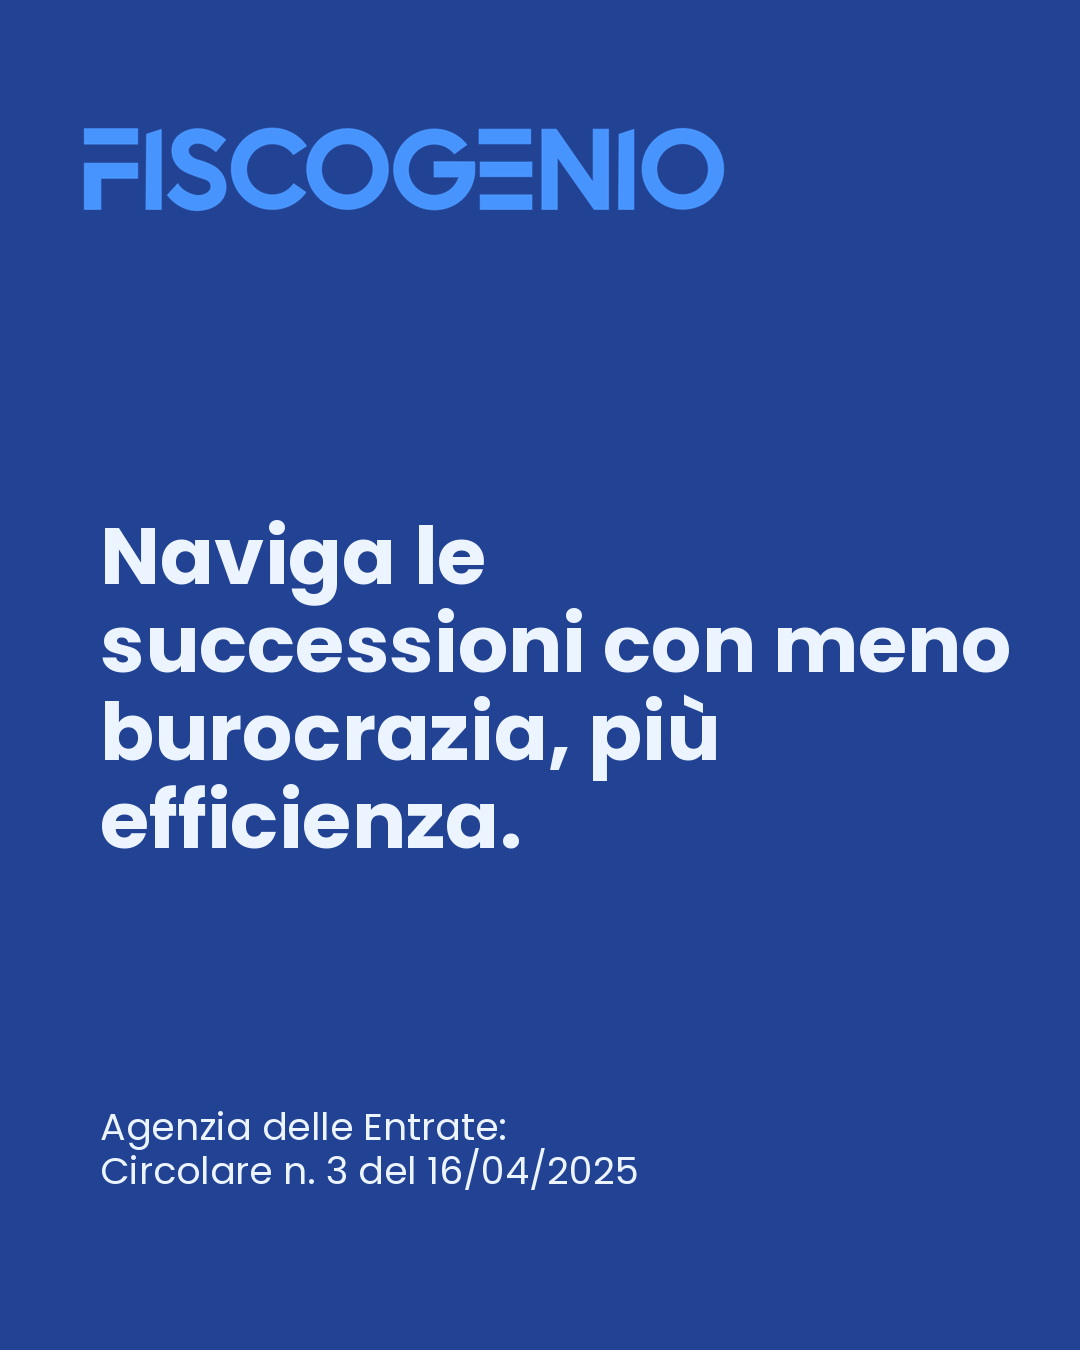 FISCOGENIO
Naviga le
successioni con meno
burocrazia, più
efficienza.
Agenzia delle Entrate:
Circolare n. 3 del 16/04/2025